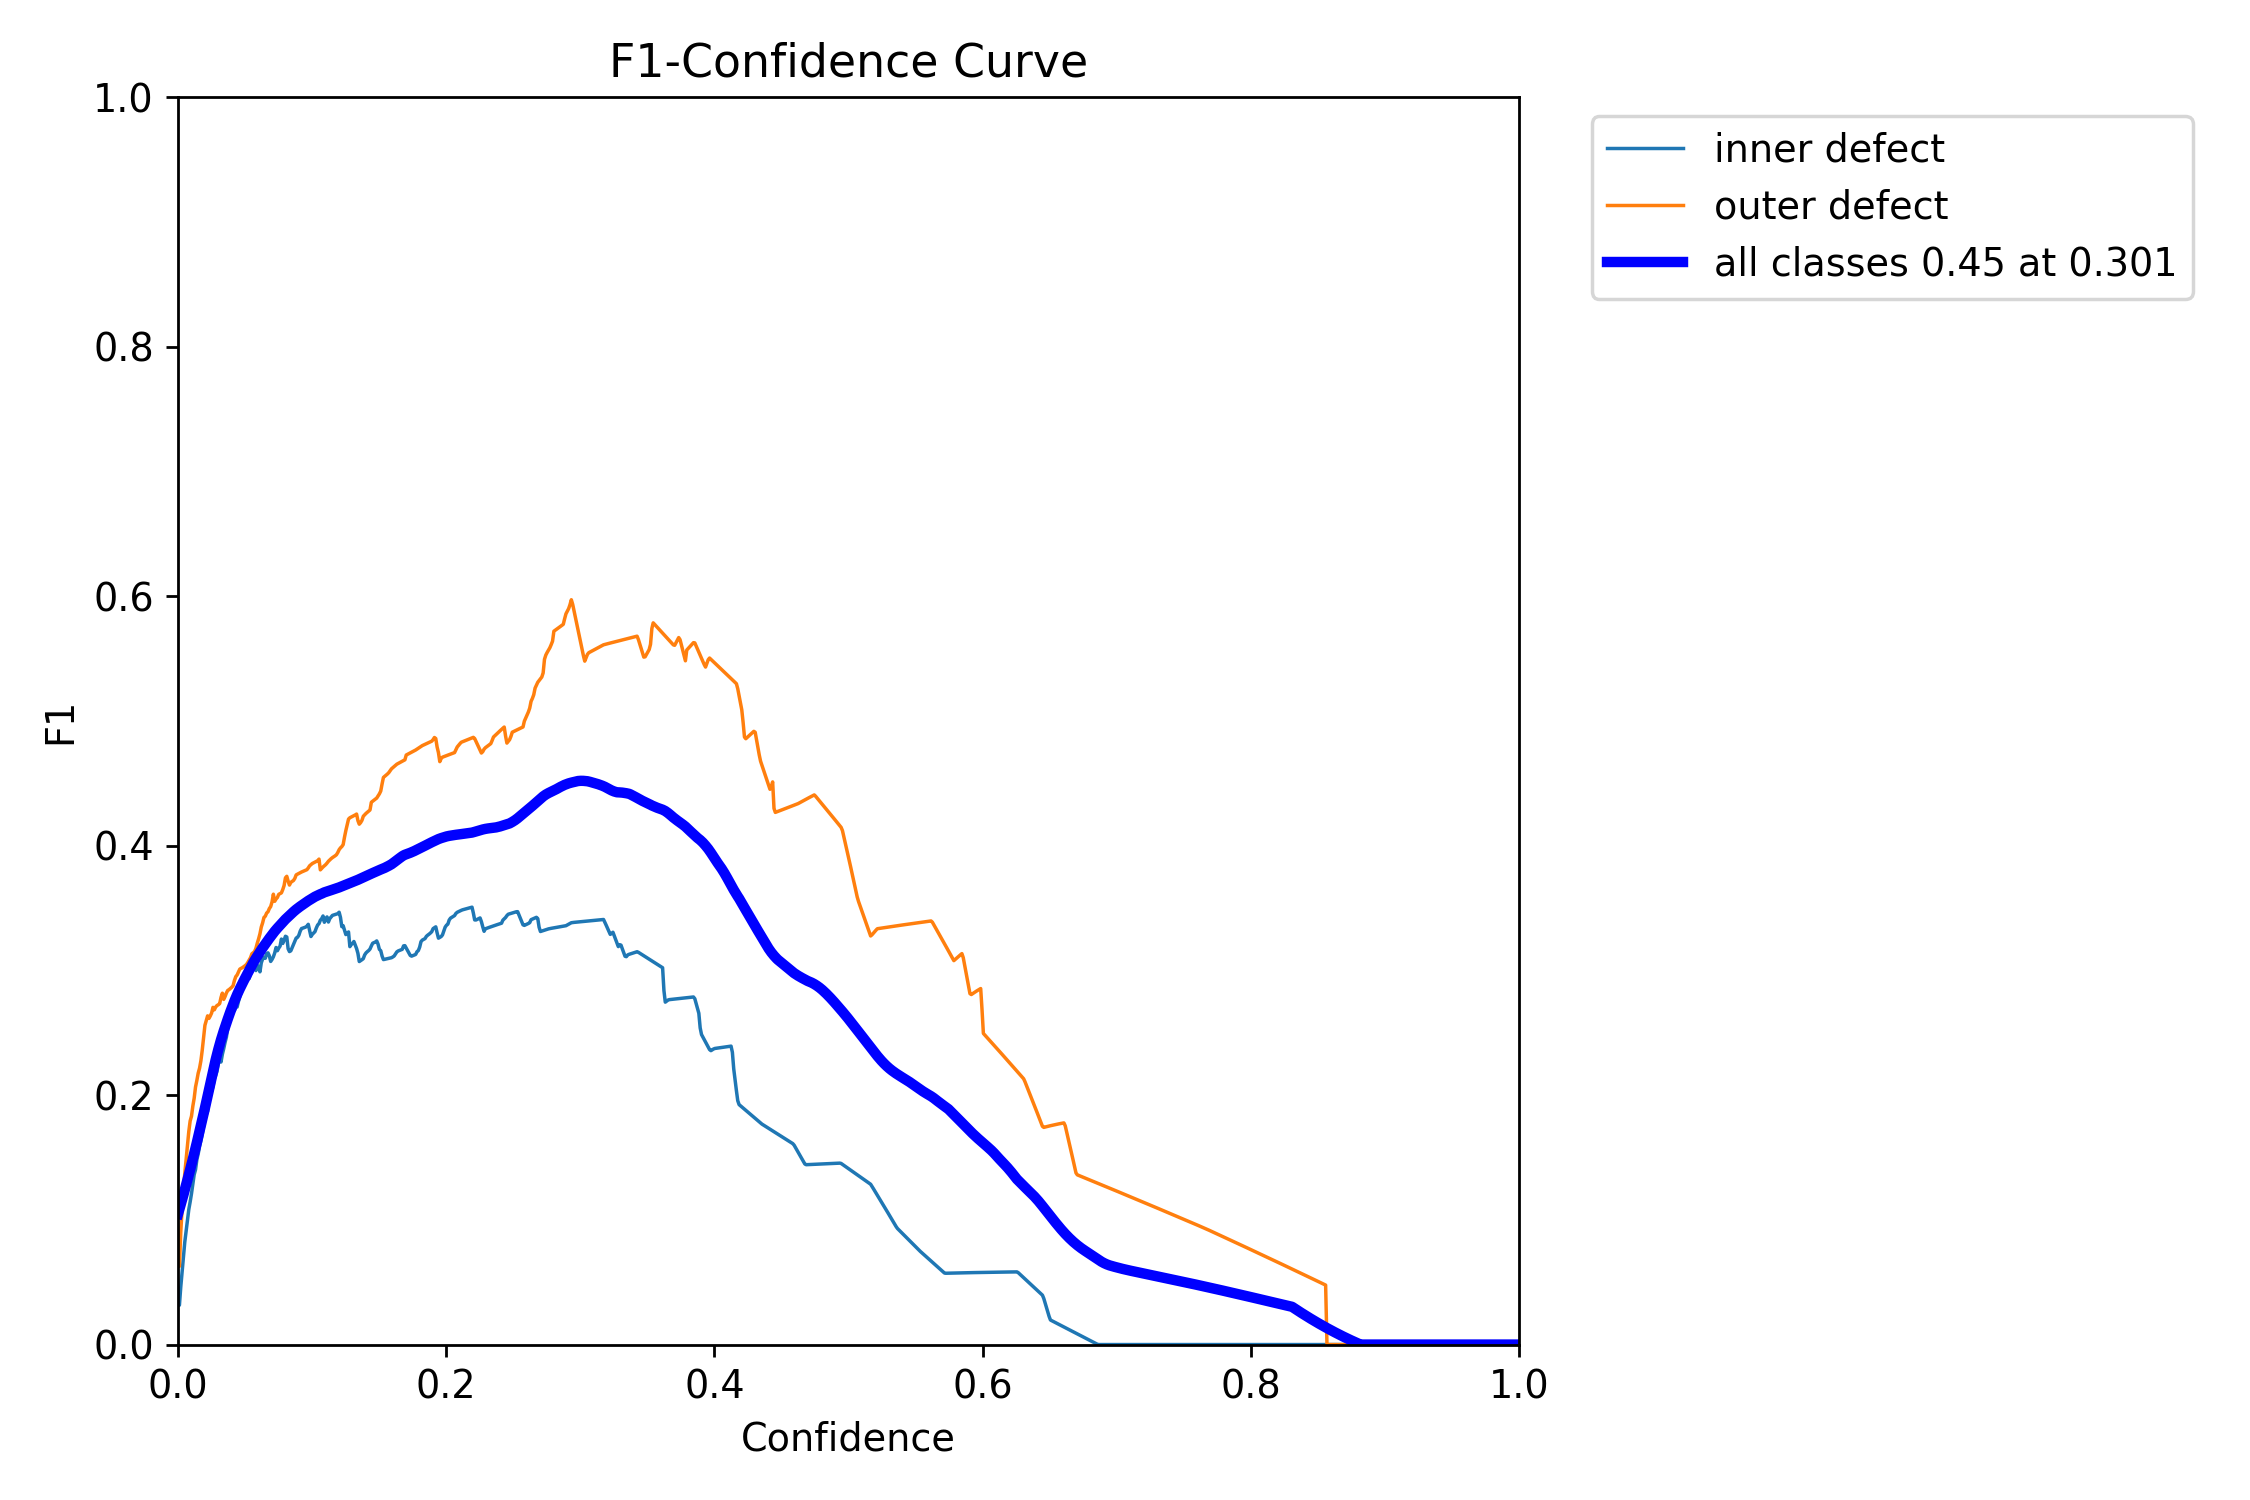 F1-Confidence Curve
1.0
0.8
0.6
0.4
0.2
0.0
F1
0.0 0.2 0.4 0.6 0.8 1.0
Confidence
inner defect
outer defect
all classes 0.45 at 0.301